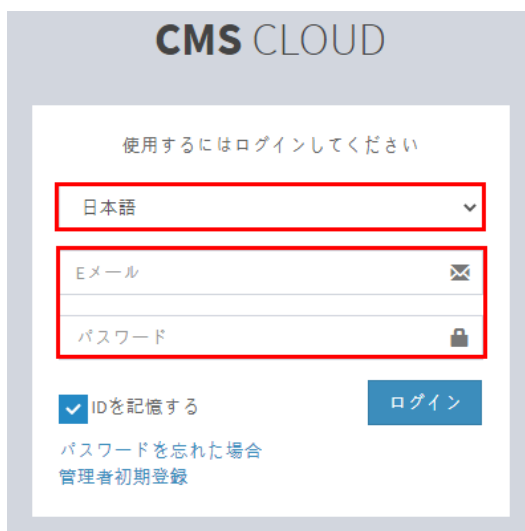 CMS CLOUD
使用するにはログインしてください
日本語
Eメール
パスワード
IDを記憶する
ログイン
パスワードを忘れた場合
管理者初期登録